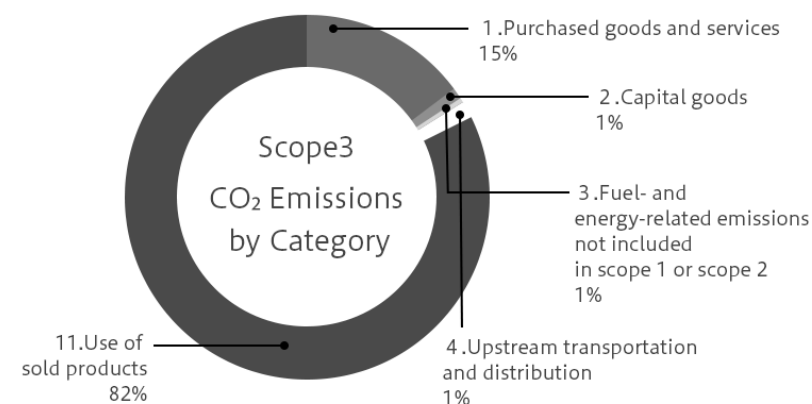 Scope3
CO₂ Emissions
by Category
1.Purchased goods and services
15%
2.Capital goods
1%
3.Fuel- and
energy-related emissions
not included
in scope 1 or scope 2
1%
4.Upstream transportation
and distribution
1%
11.Use of
sold products
82%